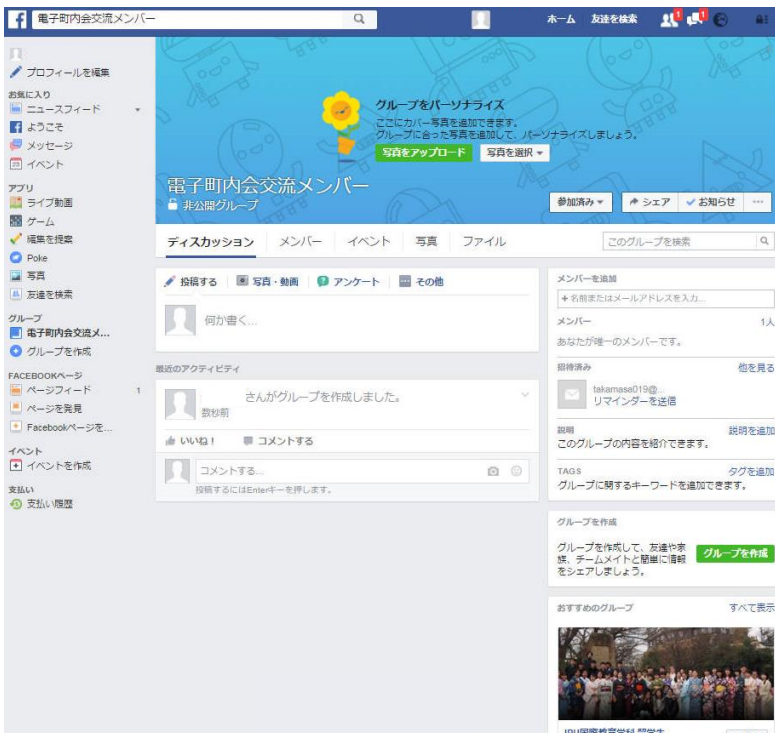 電子町内会交流メンバー
ホーム 友達を検索
1 1
プロフィールを編集
お気に入り
ニュースフィード
ようこそ
メッセージ
イベント
アプリ
ライブ動画
ゲーム
編集を提案
Poke
写真
友達を検索
グループ
電子町内会交流メ...
グループを作成
FACEBOOKページ
ページフィード 1
ページを発見
Facebookページを...
イベント
イベントを作成
支払い
支払い履歴
グループをパーソナライズ
ここにカバー写真を追加できます。
グループに合った写真を追加して、パーソナライズしましょう。
写真をアップロード 写真を選択
電子町内会交流メンバー
非公開グループ
参加済み シェア お知らせ ...
ディスカッション メンバー イベント 写真 ファイル このグループを検索
投稿する 写真・動画 アンケート その他
何か書く...
最近のアクティビティ
さんがグループを作成しました。
数秒前
いいね! コメントする
コメントする...
投稿するにはEnterキーを押します。
メンバーを追加
+ 名前またはメールアドレスを入力...
メンバー 1人
あなたが唯一のメンバーです。
招待済み 他を見る
takamasa019@...
リマインダーを送信
説明 説明を追加
このグループの内容を紹介できます。
TAGS タグを追加
グループに関するキーワードを追加できます。
グループを作成
グループを作成して、友達や家
族、チームメイトと簡単に情報
をシェアしましょう。
グループを作成
おすすめのグループ すべて表示